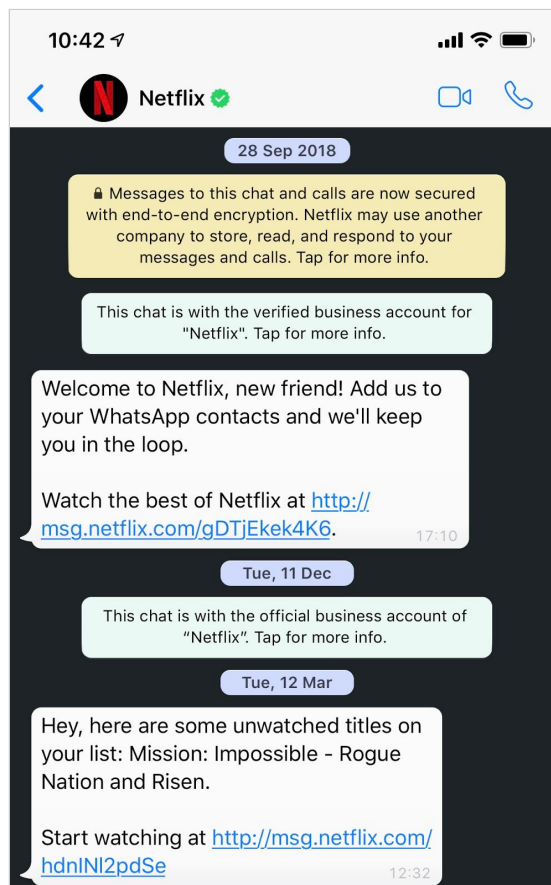 10:42
Netflix
28 Sep 2018
Messages to this chat and calls are now secured
with end-to-end encryption. Netflix may use another
company to store, read, and respond to your
messages and calls. Tap for more info.
This chat is with the verified business account for
"Netflix". Tap for more info.
Welcome to Netflix, new friend! Add us to
your WhatsApp contacts and we'll keep
you in the loop.
Watch the best of Netflix at http://
msg.netflix.com/gDTjEkek4K6.
17:10
Tue, 11 Dec
This chat is with the official business account of
“Netflix”. Tap for more info.
Tue, 12 Mar
Hey, here are some unwatched titles on
your list: Mission: Impossible - Rogue
Nation and Risen.
Start watching at http://msg.netflix.com/
hdnINl2pdSe
12:32